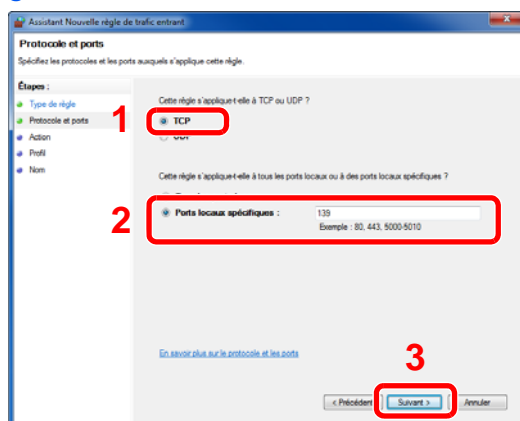 Assistant Nouvelle règle de trafic entrant
Protocole et ports
Spécifiez les protocoles et les ports auxquels s'applique cette règle.
Étapes :
Type de règle
Protocole et ports
Action
Profil
Nom
1
Cette règle s'applique-t-elle à TCP ou UDP ?
TCP
UDP
Cette règle s'applique-t-elle à tous les ports locaux ou à des ports locaux spécifiques ?
2
Ports locaux spécifiques :
139
Exemple : 80, 443, 5000-5010
En savoir plus sur le protocole et les ports
3
< Précédent
Suivant >
Annuler